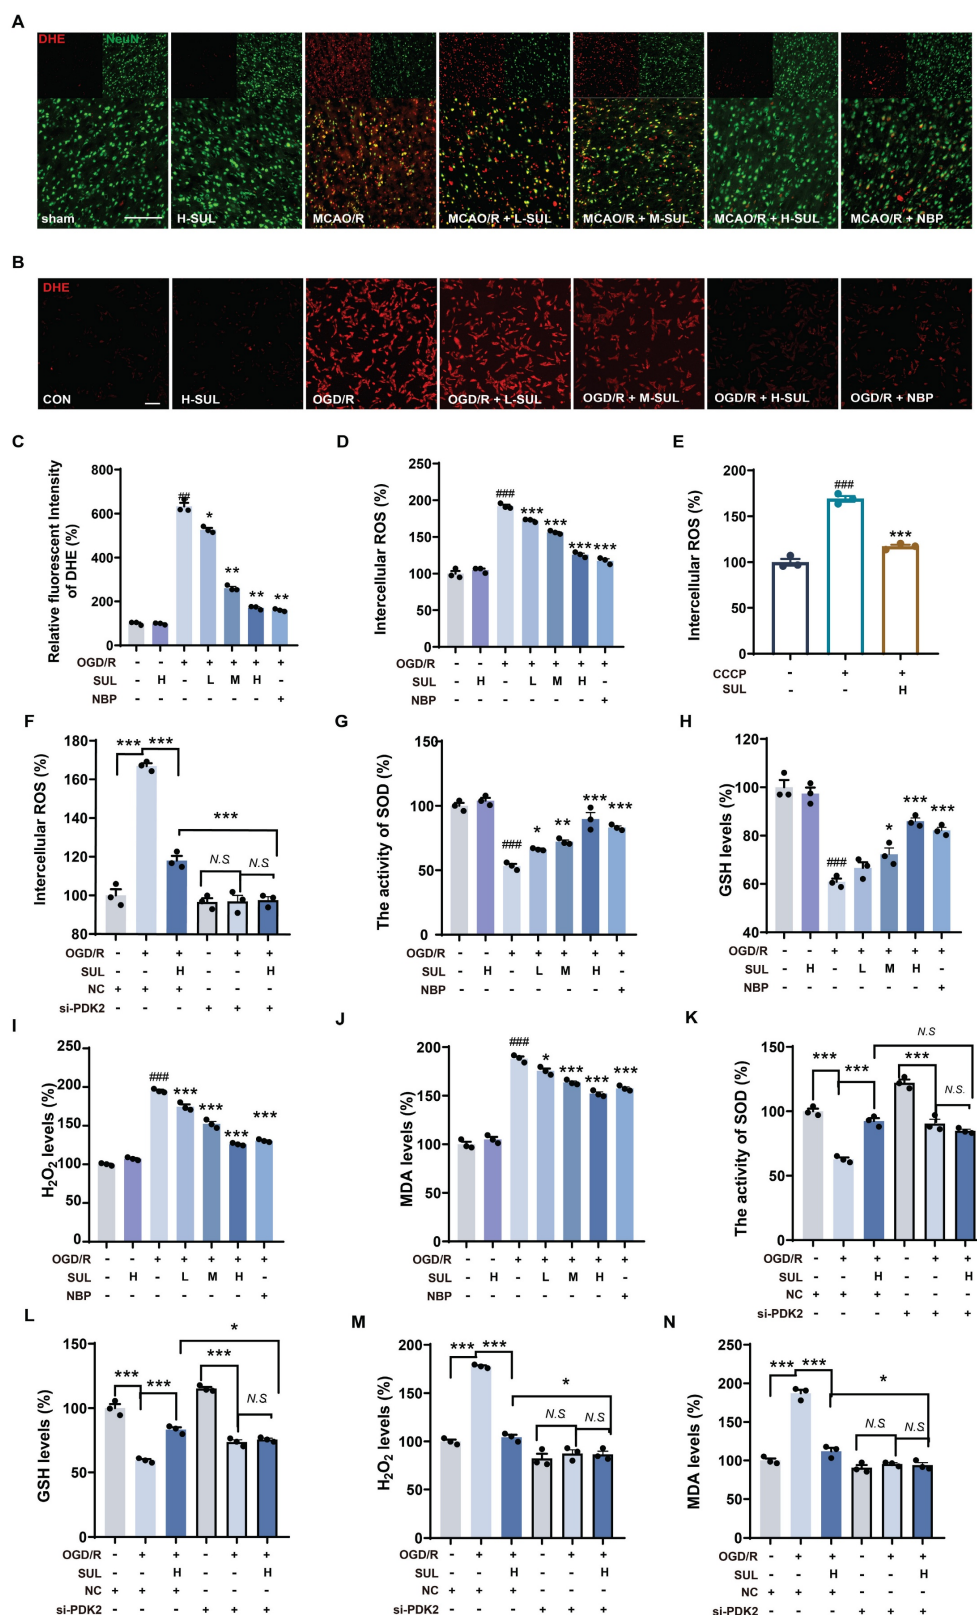 A
DHE NeuN
sham H-SUL MCAO/R MCAO/R + L-SUL MCAO/R + M-SUL MCAO/R + H-SUL MCAO/R + NBP
B
DHE
CON H-SUL OGD/R OGD/R + L-SUL OGD/R + M-SUL OGD/R + H-SUL OGD/R + NBP
C
Relative fluorescent Intensity
of DHE (%)
800
600
400
200
0
## * ** ** **
OGD/R - - + + + + +
SUL - H - L M H -
NBP - - - - - - +
D
Intercellular ROS (%)
250
200
150
100
50
0
### *** *** *** ***
OGD/R - - + + + + +
SUL - H - L M H -
NBP - - - - - - +
E
Intercellular ROS (%)
200
150
100
50
0
### ***
CCCP - + +
SUL - - H
F
Intercellular ROS (%)
180
160
140
120
100
80
*** ***
***
N.S N.S
OGD/R - + + - + +
SUL - - H - - H
NC + + + - - -
si-PDK2 - - - + + +
G
The activity of SOD (%)
150
100
50
0
### * ** *** ***
OGD/R - - + + + + +
SUL - H - L M H -
NBP - - - - - - +
H
GSH levels (%)
120
100
80
60
40
### * *** ***
OGD/R - - + + + + +
SUL - H - L M H -
NBP - - - - - - +
I
H2O2 levels (%)
250
200
150
100
50
0
### *** *** *** ***
OGD/R - - + + + + +
SUL - H - L M H -
NBP - - - - - - +
J
MDA levels (%)
200
150
100
50
0
### * *** *** ***
OGD/R - - + + + + +
SUL - H - L M H -
NBP - - - - - - +
K
The activity of SOD (%)
150
100
50
0
N.S
*** *** *** N.S.
OGD/R - + + - + +
SUL - - H - - H
NC + + + - - -
si-PDK2 - - - + + +
L
GSH levels (%)
150
100
50
0
*
*** *** *** N.S
OGD/R - + + - + +
SUL - - H - - H
NC + + + - - -
si-PDK2 - - - + + +
M
H2O2 levels (%)
200
150
100
50
0
*** ***
*
N.S N.S
OGD/R - + + - + +
SUL - - H - - H
NC + + + - - -
si-PDK2 - - - + + +
N
MDA levels (%)
250
200
150
100
50
0
*** ***
*
N.S N.S
OGD/R - + + - + +
SUL - - H - - H
NC + + + - - -
si-PDK2 - - - + + +